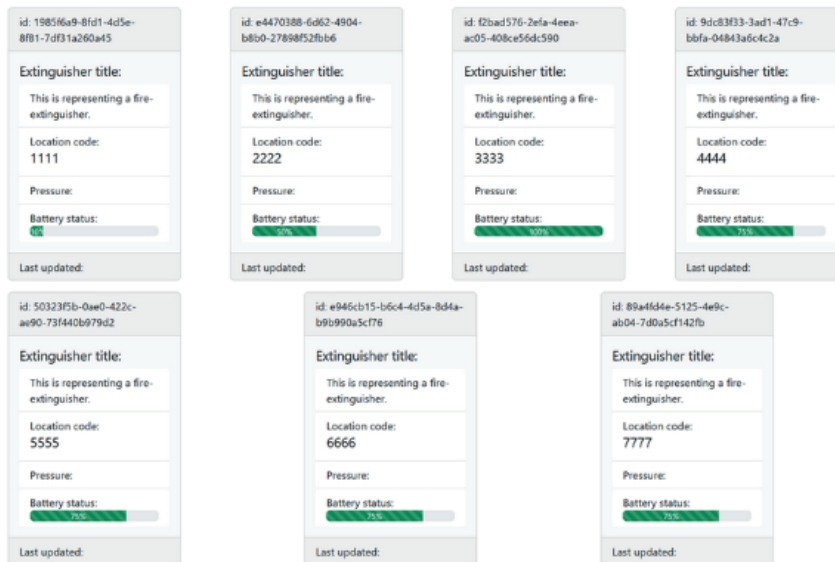 id: 1985f6a9-8fd1-4d5e-
8f81-7df31a260a45
Extinguisher title:
This is representing a fire-
extinguisher.
Location code:
1111
Pressure:
Battery status:
10%
Last updated:
id: e4470388-6d62-4904-
b8b0-27898f52fbb6
Extinguisher title:
This is representing a fire-
extinguisher.
Location code:
2222
Pressure:
Battery status:
50%
Last updated:
id: f2bad576-2efa-4eea-
ac05-408ce56dc590
Extinguisher title:
This is representing a fire-
extinguisher.
Location code:
3333
Pressure:
Battery status:
100%
Last updated:
id: 9dc83f33-3ad1-47c9-
bbfa-04843a6c4c2a
Extinguisher title:
This is representing a fire-
extinguisher.
Location code:
4444
Pressure:
Battery status:
75%
Last updated:
id: 50323f5b-0ae0-422c-
ae90-73f440b979d2
Extinguisher title:
This is representing a fire-
extinguisher.
Location code:
5555
Pressure:
Battery status:
75%
Last updated:
id: e946cb15-b6c4-4d5a-8d4a-
b9b990a5cf76
Extinguisher title:
This is representing a fire-
extinguisher.
Location code:
6666
Pressure:
Battery status:
75%
Last updated:
id: 89a4fd4e-5125-4e9c-
ab04-7d0a5cf142fb
Extinguisher title:
This is representing a fire-
extinguisher.
Location code:
7777
Pressure:
Battery status:
75%
Last updated: